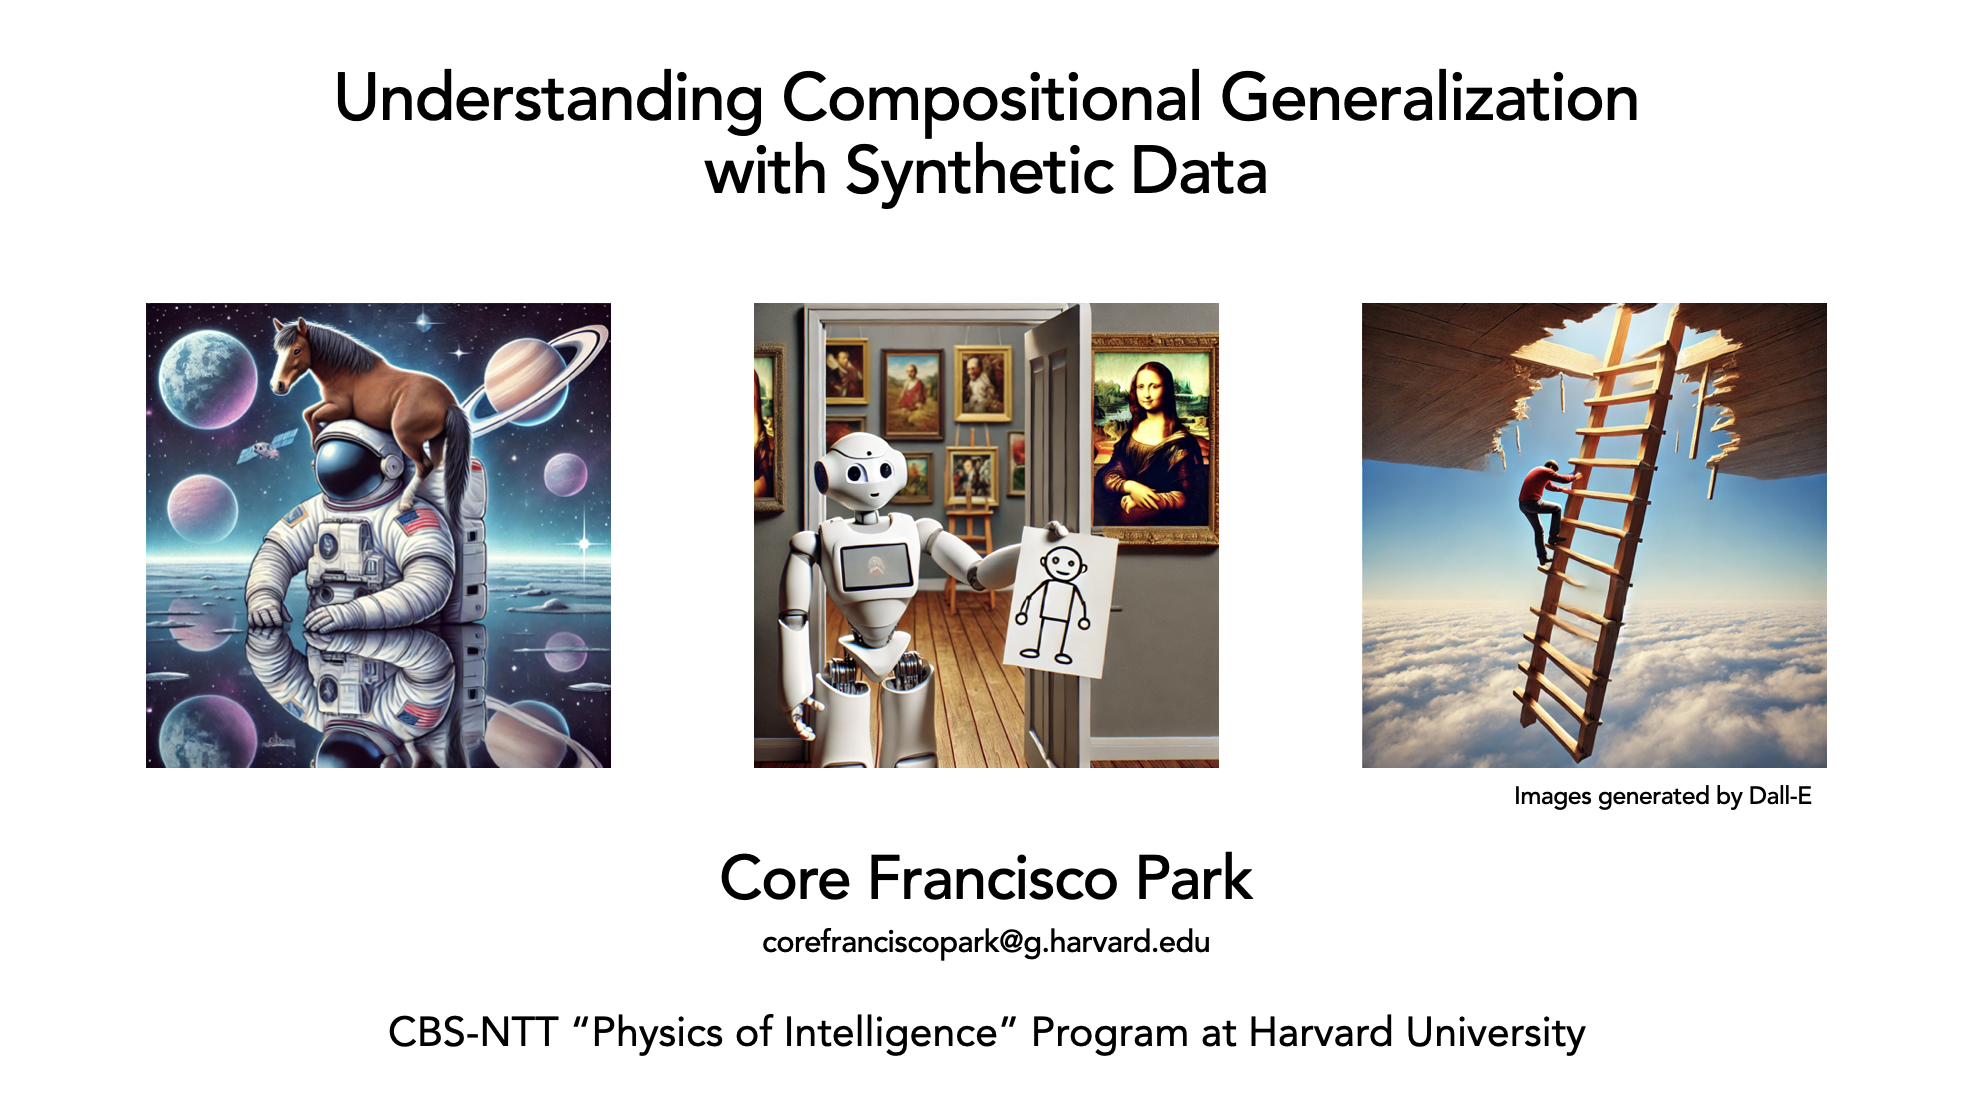 Understanding Compositional Generalization
with Synthetic Data
Images generated by Dall-E
Core Francisco Park
corefranciscopark@g.harvard.edu
CBS-NTT “Physics of Intelligence” Program at Harvard University